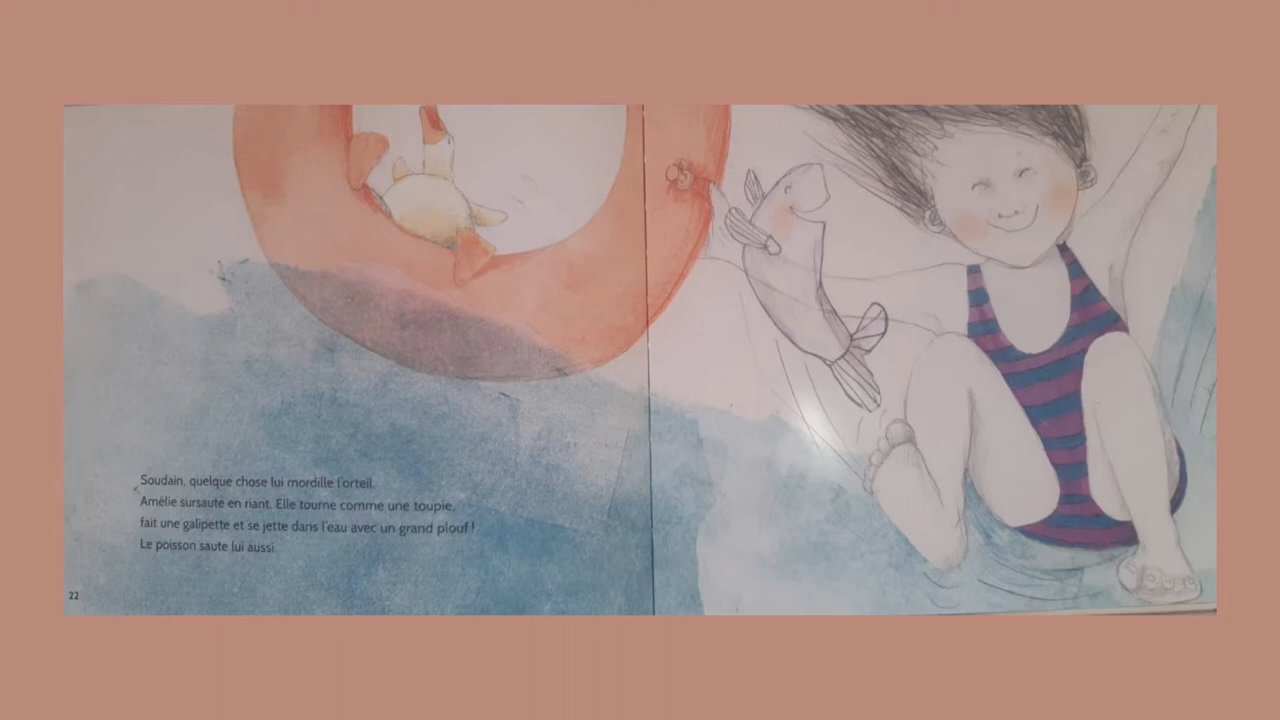 Soudain, quelque chose lui mordille l'orteil.
Amélie sursaute en riant. Elle tourne comme une toupie,
fait une galipette et se jette dans l'eau avec un grand plouf !
Le poisson saute lui aussi.
22